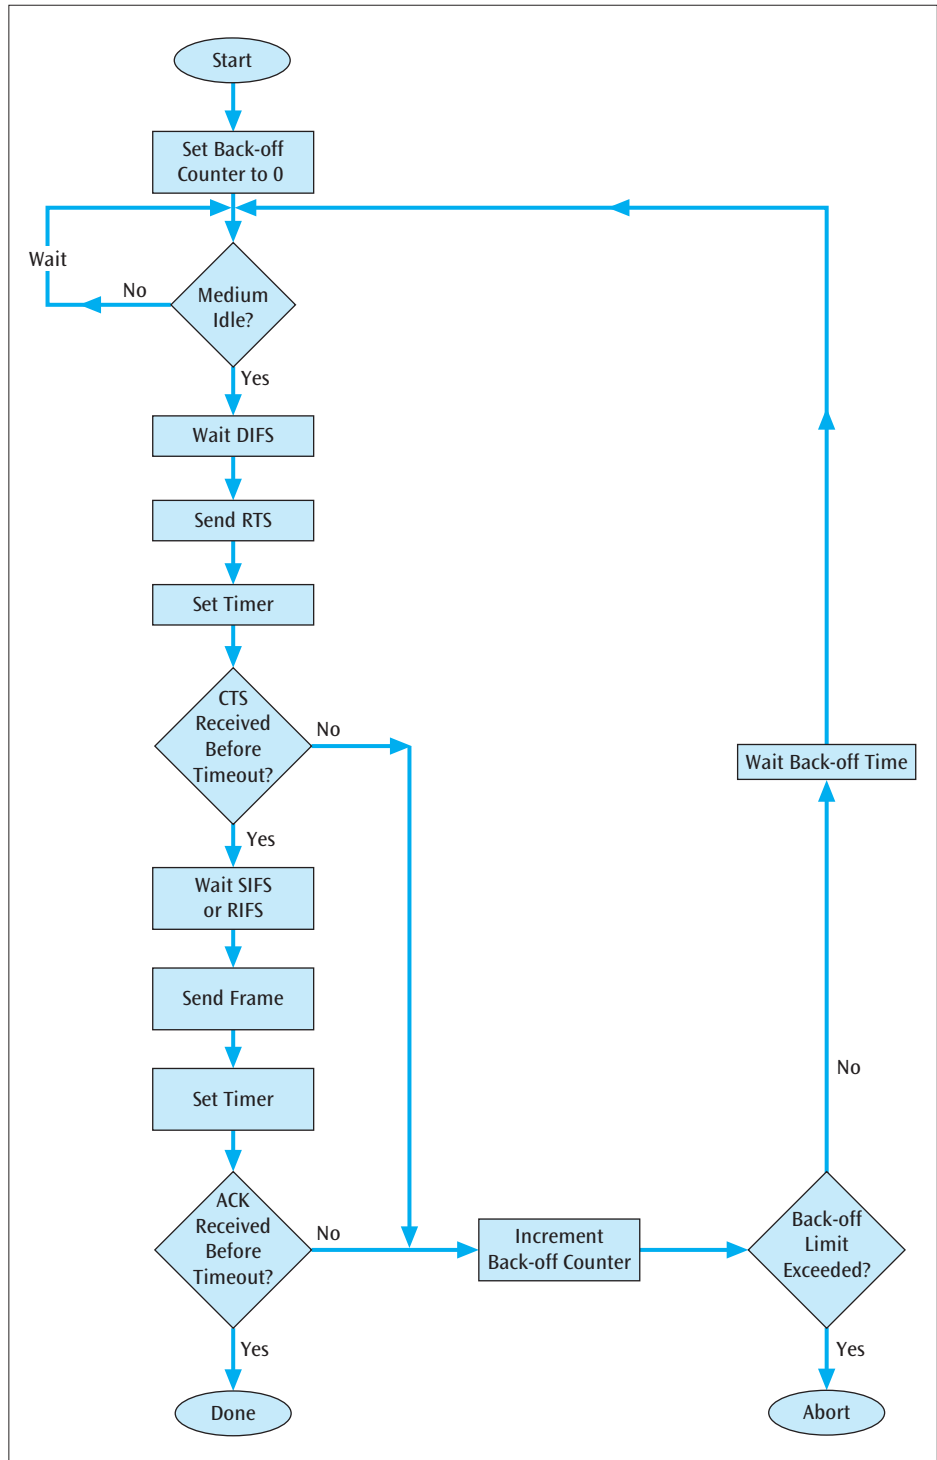 Start
Set Back-off
Counter to 0
Wait
No
Medium
Idle?
Yes
Wait DIFS
Send RTS
Set Timer
CTS
Received
Before
Timeout?
No
Yes
Wait Back-off Time
Wait SIFS
or RIFS
Send Frame
Set Timer
No
ACK
Received
Before
Timeout?
No
Yes
Increment
Back-off Counter
Back-off
Limit
Exceeded?
Yes
Done
Abort